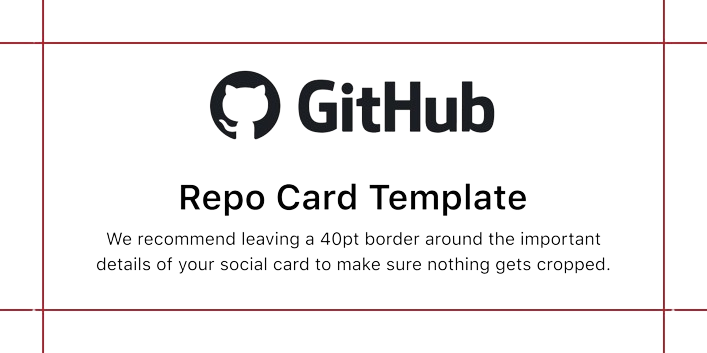 GitHub
Repo Card Template
We recommend leaving a 40pt border around the important
details of your social card to make sure nothing gets cropped.